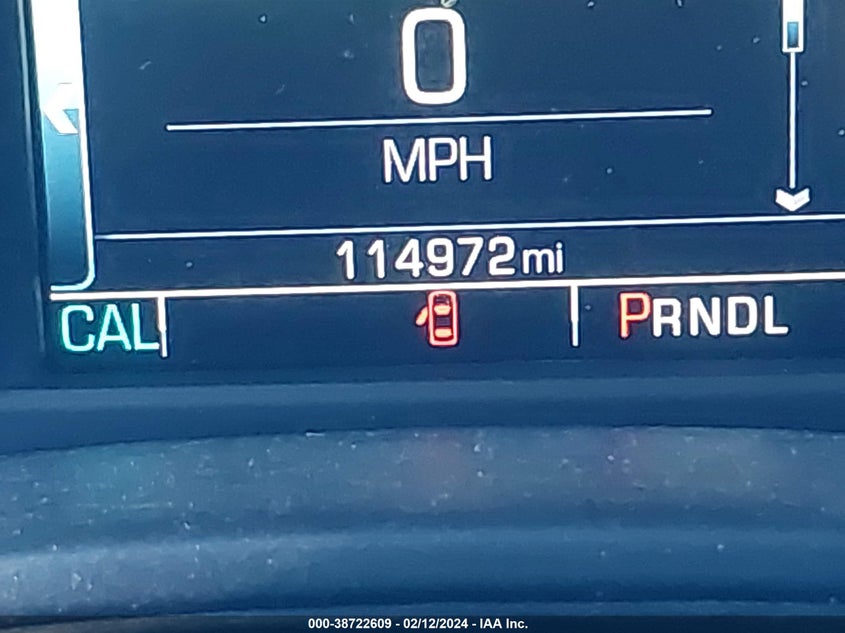 0
MPH
114972mi
CAL
PRNDL
000-38722609 - 02/12/2024 - IAA Inc.